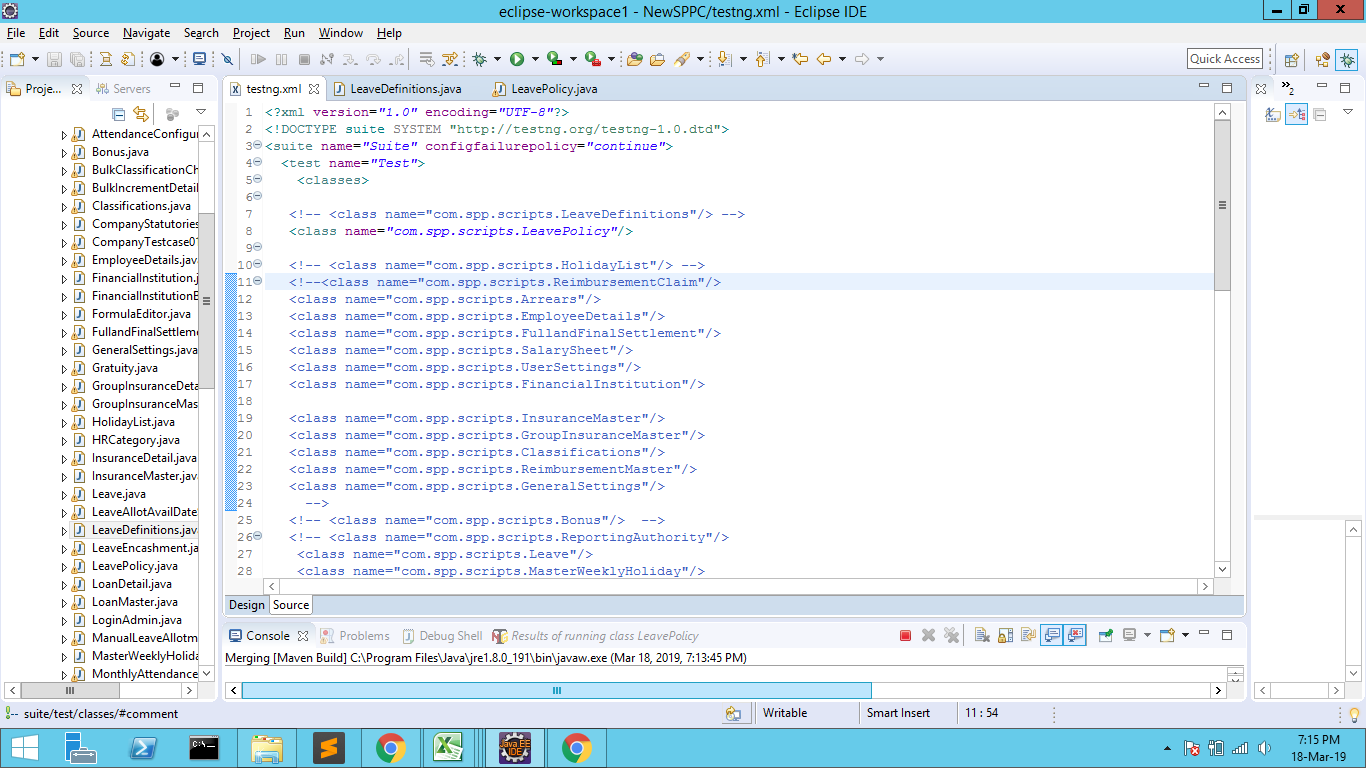 eclipse-workspace1 - NewSPPC/testng.xml - Eclipse IDE
File Edit Source Navigate Search Project Run Window Help
Quick Access
Proje... Servers
testng.xml LeaveDefinitions.java LeavePolicy.java
2
AttendanceConfigur
Bonus.java
BulkClassificationCh
BulkIncrementDetail
Classifications.java
CompanyStatutories
CompanyTestcase01
EmployeeDetails.java
FinancialInstitution.j
FinancialInstitutionE
FormulaEditor.java
FullandFinalSettleme
GeneralSettings.java
Gratuity.java
GroupInsuranceDeta
GroupInsuranceMas
HolidayList.java
HRCategory.java
InsuranceDetail.java
InsuranceMaster.java
Leave.java
LeaveAllotAvailDate
LeaveDefinitions.java
LeaveEncashment.ja
LeavePolicy.java
LoanDetail.java
LoanMaster.java
LoginAdmin.java
ManualLeaveAllotm
MasterWeeklyHolida
MonthlyAttendance
1 <?xml version="1.0" encoding="UTF-8"?>
2 <!DOCTYPE suite SYSTEM "http://testng.org/testng-1.0.dtd">
3 <suite name="Suite" configfailurepolicy="continue">
4 <test name="Test">
5 <classes>
6
7 <!-- <class name="com.spp.scripts.LeaveDefinitions"/> -->
8 <class name="com.spp.scripts.LeavePolicy"/>
9
10 <!-- <class name="com.spp.scripts.HolidayList"/> -->
11 <!--<class name="com.spp.scripts.ReimbursementClaim"/>
12 <class name="com.spp.scripts.Arrears"/>
13 <class name="com.spp.scripts.EmployeeDetails"/>
14 <class name="com.spp.scripts.FullandFinalSettlement"/>
15 <class name="com.spp.scripts.SalarySheet"/>
16 <class name="com.spp.scripts.UserSettings"/>
17 <class name="com.spp.scripts.FinancialInstitution"/>
18
19 <class name="com.spp.scripts.InsuranceMaster"/>
20 <class name="com.spp.scripts.GroupInsuranceMaster"/>
21 <class name="com.spp.scripts.Classifications"/>
22 <class name="com.spp.scripts.ReimbursementMaster"/>
23 <class name="com.spp.scripts.GeneralSettings"/>
24 -->
25 <!-- <class name="com.spp.scripts.Bonus"/> -->
26 <!-- <class name="com.spp.scripts.ReportingAuthority"/>
27 <class name="com.spp.scripts.Leave"/>
28 <class name="com.spp.scripts.MasterWeeklyHoliday"/>
Design Source
Console Problems Debug Shell Results of running class LeavePolicy
Merging [Maven Build] C:\Program Files\Java\jre1.8.0_191\bin\javaw.exe (Mar 18, 2019, 7:13:45 PM)
suite/test/classes/#comment
Writable Smart Insert 11 : 54
Java EE
IDE
7:15 PM
18-Mar-19